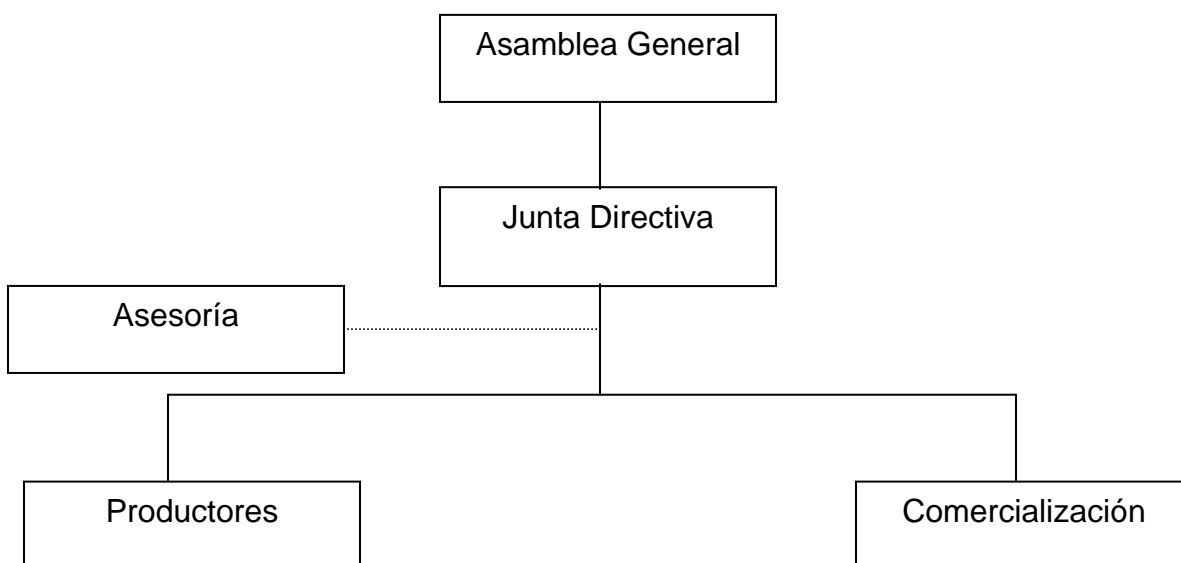 Asamblea General
Junta Directiva
Asesoría
Productores
Comercialización